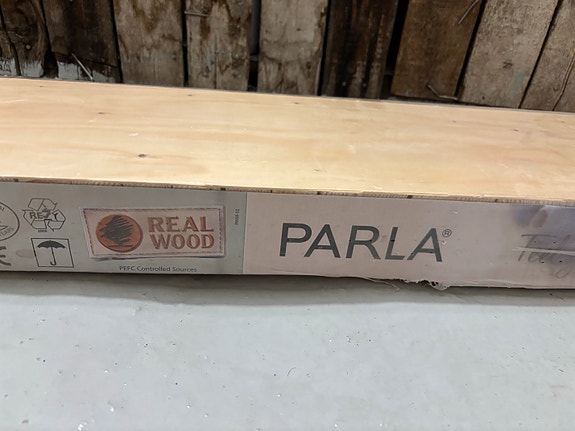 REAL
WOOD
PEFC Controlled Sources
PARLA®